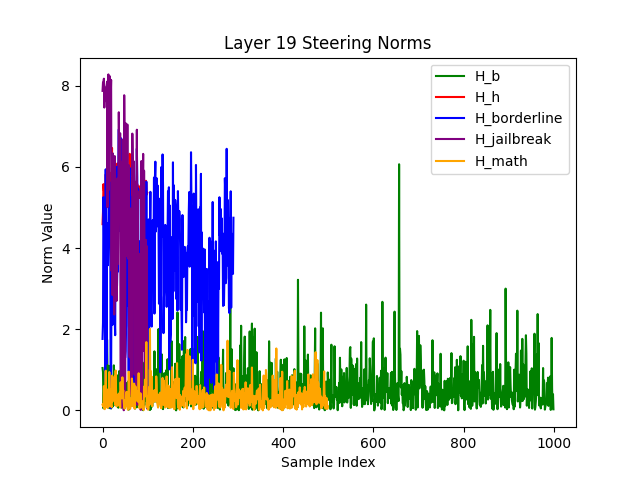 Layer 19 Steering Norms
H_b
H_h
H_borderline
H_jailbreak
H_math
Norm Value
8
6
4
2
0
0 200 400 600 800 1000
Sample Index